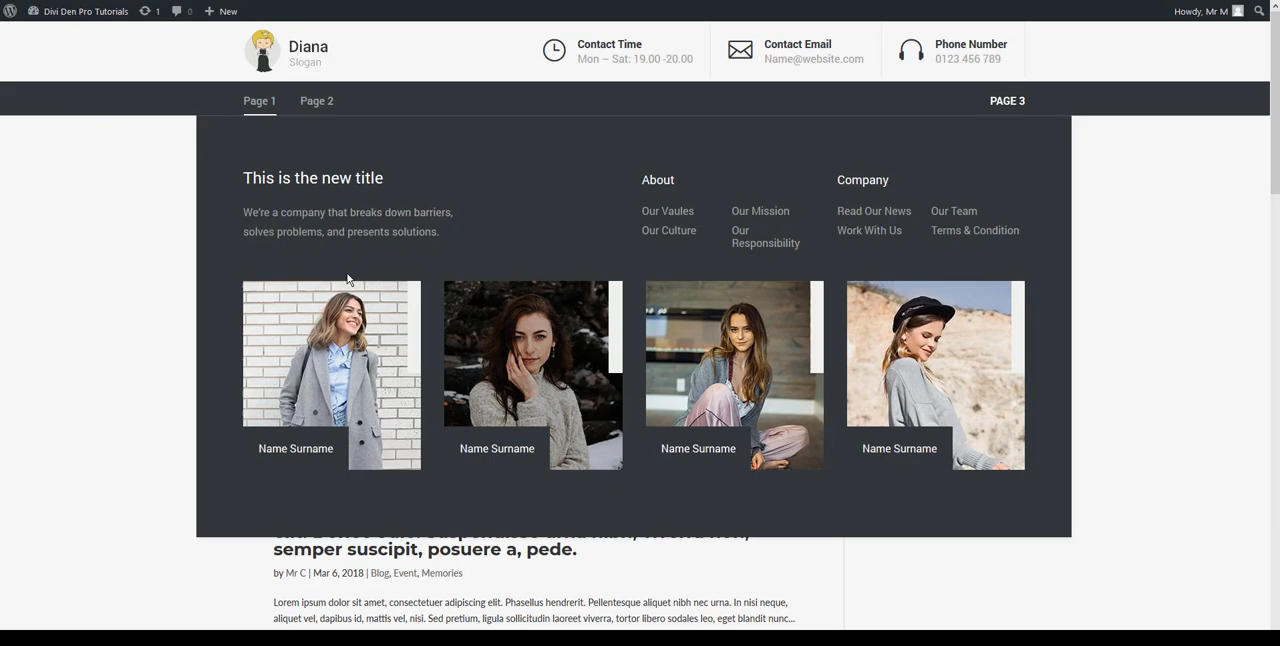 Divi Den Pro Tutorials 1 0 New Howdy, Mr M
Diana
Slogan
Contact Time
Mon – Sat: 19.00 -20.00
Contact Email
Name@website.com
Phone Number
0123 456 789
Page 1 Page 2 PAGE 3
This is the new title
We're a company that breaks down barriers,
solves problems, and presents solutions.
About
Our Vaules Our Mission
Our Culture Our
Responsibility
Company
Read Our News Our Team
Work With Us Terms & Condition
Name Surname Name Surname Name Surname Name Surname
semper suscipit, posuere a, pede.
by Mr C | Mar 6, 2018 | Blog, Event, Memories
Lorem ipsum dolor sit amet, consectetuer adipiscing elit. Phasellus hendrerit. Pellentesque aliquet nibh nec urna. In nisi neque,
aliquet vel, dapibus id, mattis vel, nisi. Sed pretium, ligula sollicitudin laoreet viverra, tortor libero sodales leo, eget blandit nunc...